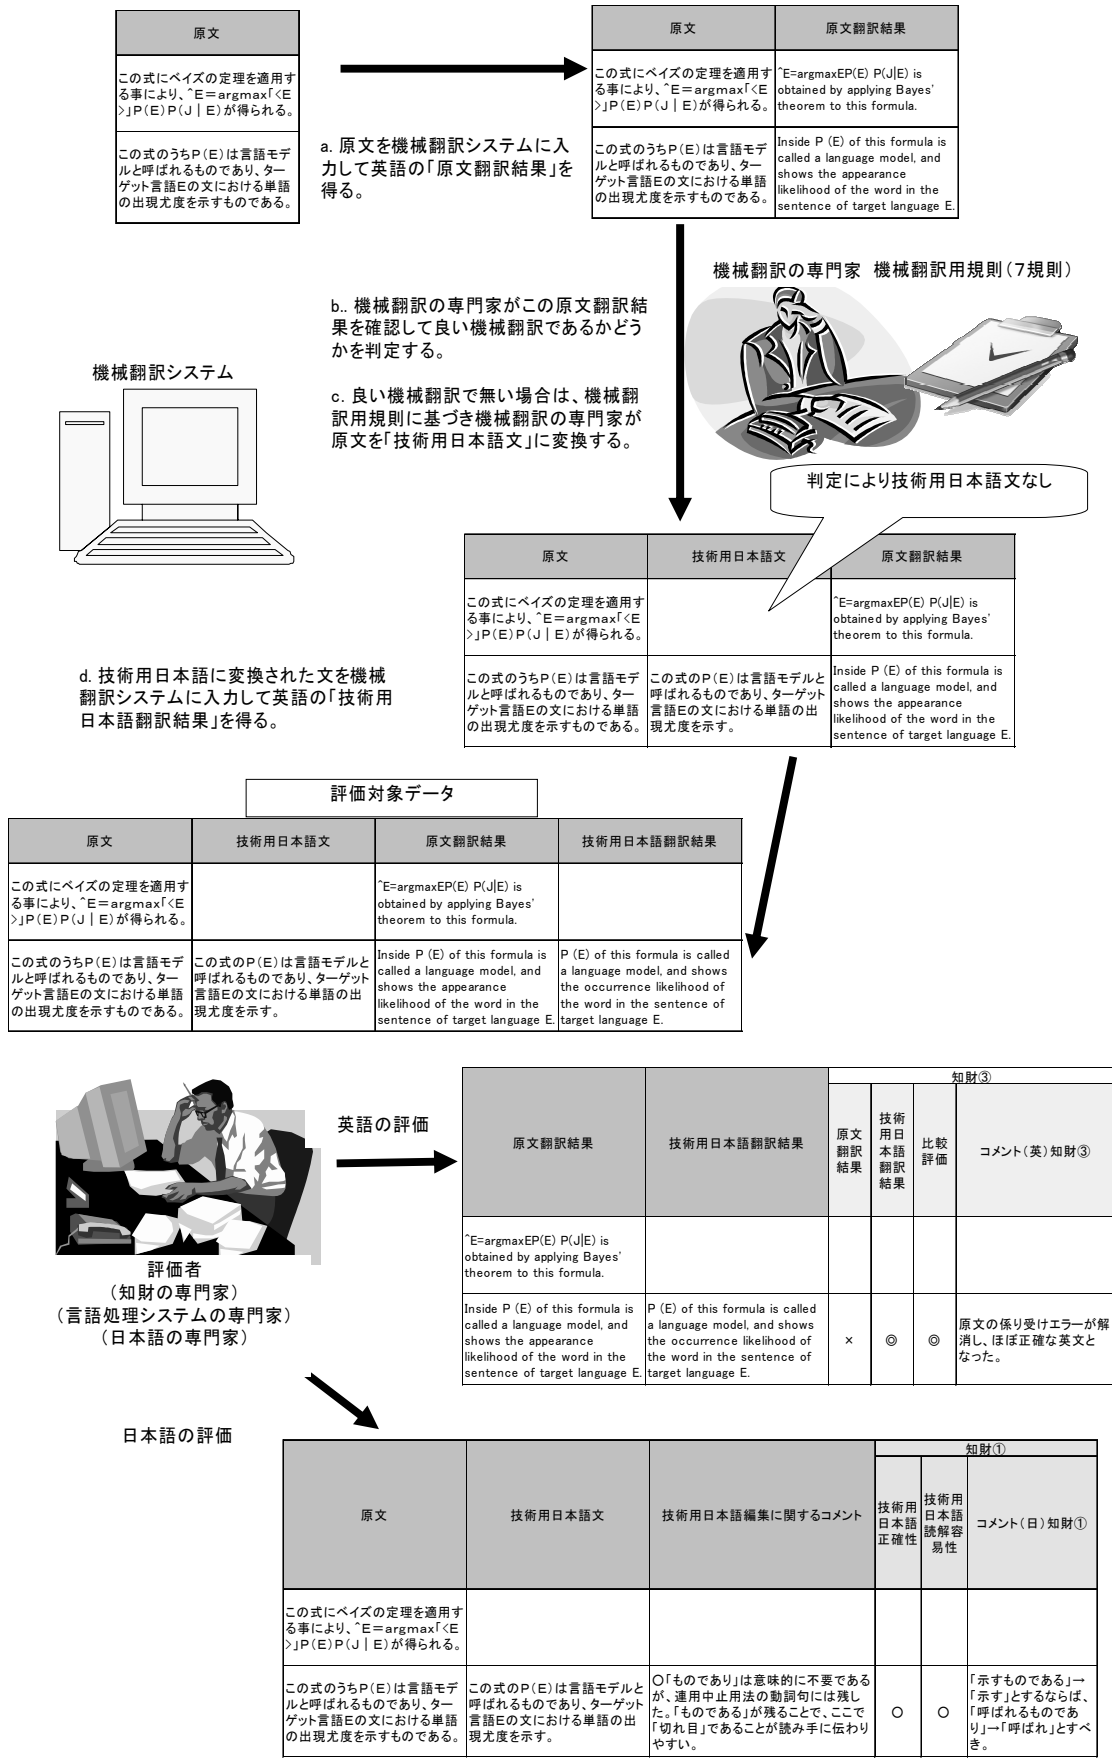 原文
この式にベイズの定理を適用す
る事により、^E=argmax「<E
>」P(E)P(J|E)が得られる。
この式のうちP(E)は言語モデ
ルと呼ばれるものであり、ター
ゲット言語Eの文における単語
の出現尤度を示すものである。
a. 原文を機械翻訳システムに入
力して英語の「原文翻訳結果」を
得る。
原文
原文翻訳結果
この式にベイズの定理を適用す
る事により、^E=argmax「<E
>」P(E)P(J|E)が得られる。
^E=argmaxEP(E) P(J|E) is
obtained by applying Bayes'
theorem to this formula.
この式のうちP(E)は言語モデ
ルと呼ばれるものであり、ター
ゲット言語Eの文における単語
の出現尤度を示すものである。
Inside P (E) of this formula is
called a language model, and
shows the appearance
likelihood of the word in the
sentence of target language E.
機械翻訳の専門家 機械翻訳用規則(7規則)
b.. 機械翻訳の専門家がこの原文翻訳結
果を確認して良い機械翻訳であるかどう
かを判定する。
c. 良い機械翻訳で無い場合は、機械翻
訳用規則に基づき機械翻訳の専門家が
原文を「技術用日本語文」に変換する。
機械翻訳システム
判定により技術用日本語文なし
原文
技術用日本語文
原文翻訳結果
この式にベイズの定理を適用す
る事により、^E=argmax「<E
>」P(E)P(J|E)が得られる。
^E=argmaxEP(E) P(J|E) is
obtained by applying Bayes'
theorem to this formula.
この式のうちP(E)は言語モデ
ルと呼ばれるものであり、ター
ゲット言語Eの文における単語
の出現尤度を示すものである。
この式のP(E)は言語モデルと
呼ばれるものであり、ターゲット
言語Eの文における単語の出
現尤度を示す。
Inside P (E) of this formula is
called a language model, and
shows the appearance
likelihood of the word in the
sentence of target language E.
d. 技術用日本語に変換された文を機械
翻訳システムに入力して英語の「技術用
日本語翻訳結果」を得る。
評価対象データ
原文
技術用日本語文
原文翻訳結果
技術用日本語翻訳結果
この式にベイズの定理を適用す
る事により、^E=argmax「<E
>」P(E)P(J|E)が得られる。
^E=argmaxEP(E) P(J|E) is
obtained by applying Bayes'
theorem to this formula.
この式のうちP(E)は言語モデ
ルと呼ばれるものであり、ター
ゲット言語Eの文における単語
の出現尤度を示すものである。
この式のP(E)は言語モデルと
呼ばれるものであり、ターゲット
言語Eの文における単語の出
現尤度を示す。
Inside P (E) of this formula is
called a language model, and
shows the appearance
likelihood of the word in the
sentence of target language E.
P (E) of this formula is called
a language model, and shows
the occurrence likelihood of
the word in the sentence of
target language E.
評価者
(知財の専門家)
(言語処理システムの専門家)
(日本語の専門家)
英語の評価
原文翻訳結果
技術用日本語翻訳結果
知財③
原文
翻訳
結果
技術
用日
本語
翻訳
結果
比較
評価
コメント(英)知財③
^E=argmaxEP(E) P(J|E) is
obtained by applying Bayes'
theorem to this formula.
Inside P (E) of this formula is
called a language model, and
shows the appearance
likelihood of the word in the
sentence of target language E.
P (E) of this formula is called
a language model, and shows
the occurrence likelihood of
the word in the sentence of
target language E.
×
◎
◎
原文の係り受けエラーが解
消し、ほぼ正確な英文と
なった。
日本語の評価
原文
技術用日本語文
技術用日本語編集に関するコメント
知財①
技術用
日本語
正確性
技術用
日本語
読解容
易性
コメント(日)知財①
この式にベイズの定理を適用す
る事により、^E=argmax「<E
>」P(E)P(J|E)が得られる。
この式のうちP(E)は言語モデ
ルと呼ばれるものであり、ター
ゲット言語Eの文における単語
の出現尤度を示すものである。
この式のP(E)は言語モデルと
呼ばれるものであり、ターゲット
言語Eの文における単語の出
現尤度を示す。
○「ものであり」は意味的に不要である
が、連用中止用法の動詞句には残し
た。「ものである」が残ることで、ここで
「切れ目」であることが読み手に伝わり
やすい。
○
○
「示すものである」→
「示す」とするならば、
「呼ばれるものであ
り」→「呼ばれ」とすべ
き。